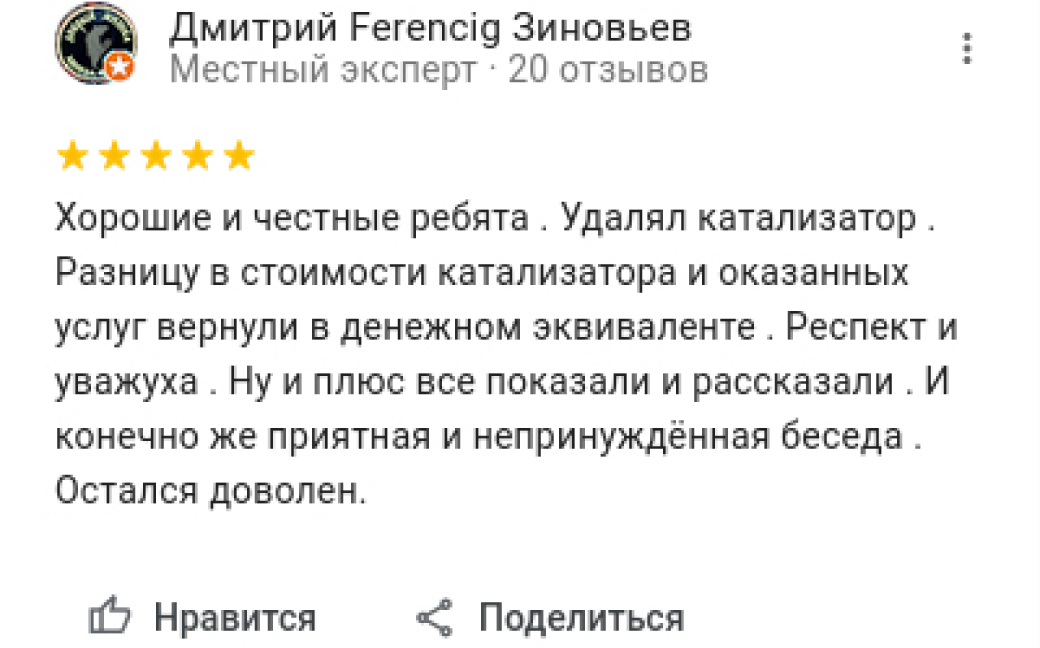 Дмитрий Ferencig Зиновьев
Местный эксперт · 20 отзывов
Хорошие и честные ребята . Удалял катализатор .
Разницу в стоимости катализатора и оказанных
услуг вернули в денежном эквиваленте . Респект и
уважуха . Ну и плюс все показали и рассказали . И
конечно же приятная и непринуждённая беседа .
Остался доволен.
Нравится Поделиться